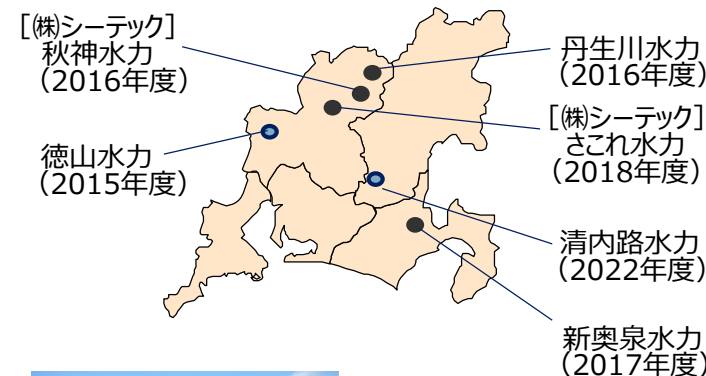 [㈱シーテック]
秋神水力
（2016年度）
徳山水力
（2015年度）
丹生川水力
（2016年度）
[㈱シーテック]
さこれ水力
（2018年度）
清内路水力
（2022年度）
新奥泉水力
（2017年度）